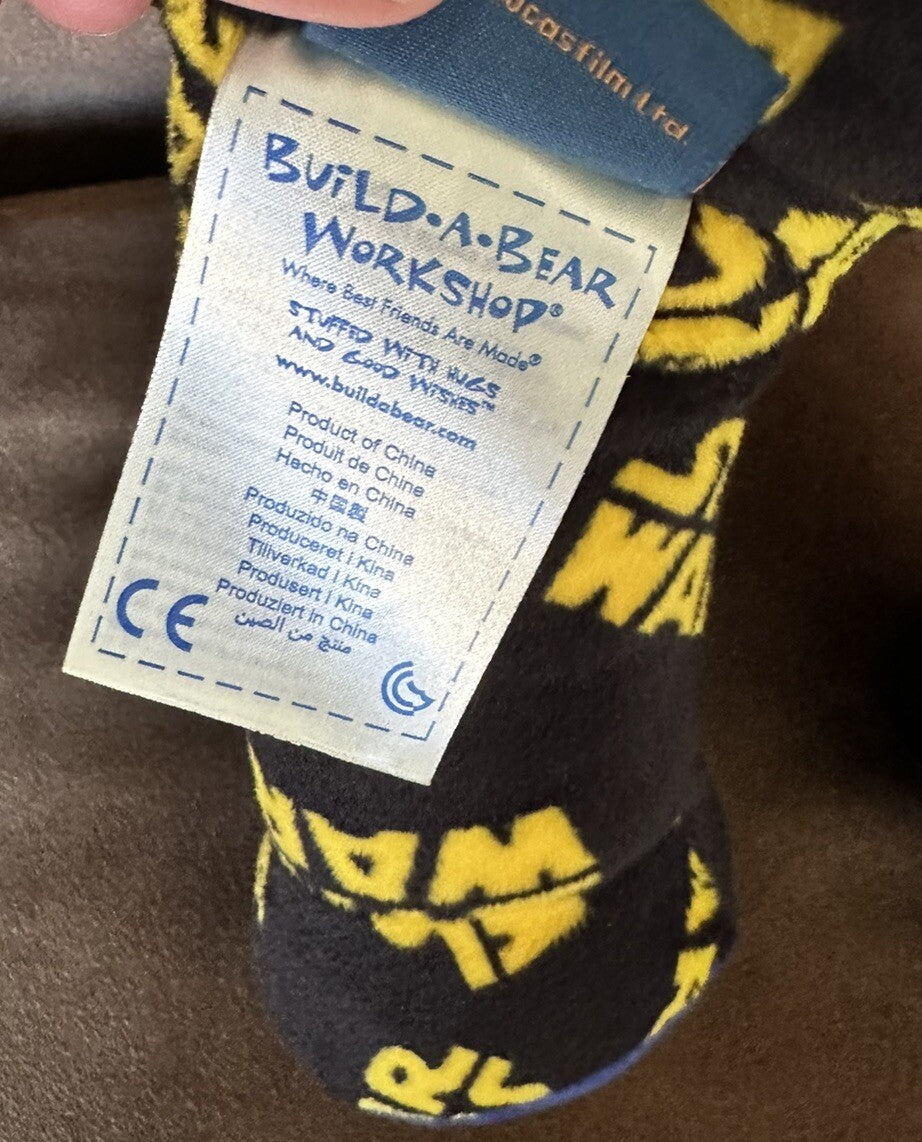 Lucasfilm Ltd.
BUiLD•A•BEAR
WORKSHOP®
Where Best Friends Are Made®
STUFFED WITH HUGS
AND GOOD WISHES™
www.buildabear.com
Product of China
Produit de Chine
Hecho en China
中国製
Produzido na China
Produceret i Kina
Tillverkad i Kina
Produsert i Kina
Produziert in China
منتج من الصين
CE
WA
WA